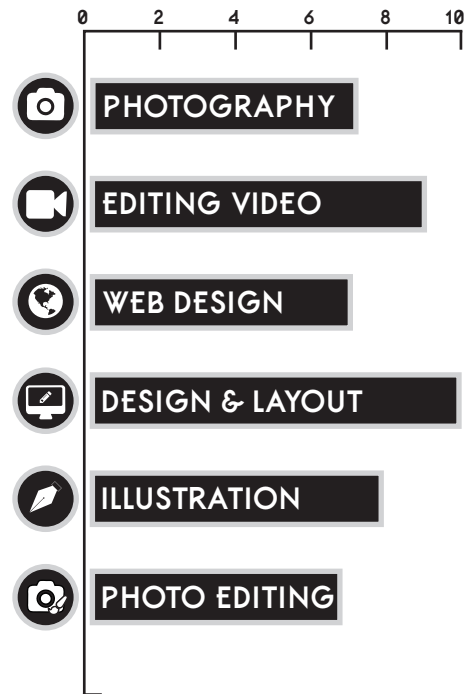 0 2 4 6 8 10
PHOTOGRAPHY
EDITING VIDEO
WEB DESIGN
DESIGN & LAYOUT
ILLUSTRATION
PHOTO EDITING